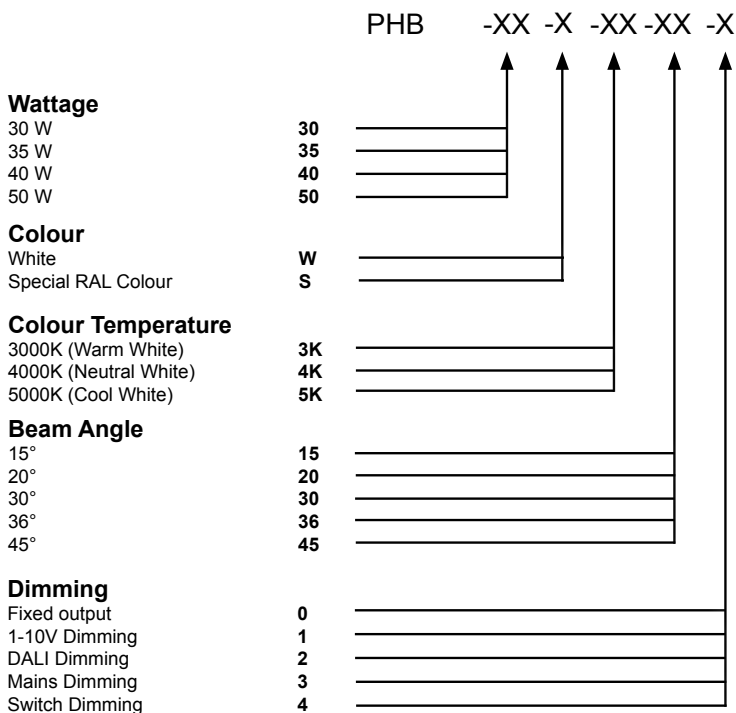 PHB -XX -X -XX -XX -X
Wattage
30 W 30
35 W 35
40 W 40
50 W 50
Colour
White W
Special RAL Colour S
Colour Temperature
3000K (Warm White) 3K
4000K (Neutral White) 4K
5000K (Cool White) 5K
Beam Angle
15° 15
20° 20
30° 30
36° 36
45° 45
Dimming
Fixed output 0
1-10V Dimming 1
DALI Dimming 2
Mains Dimming 3
Switch Dimming 4